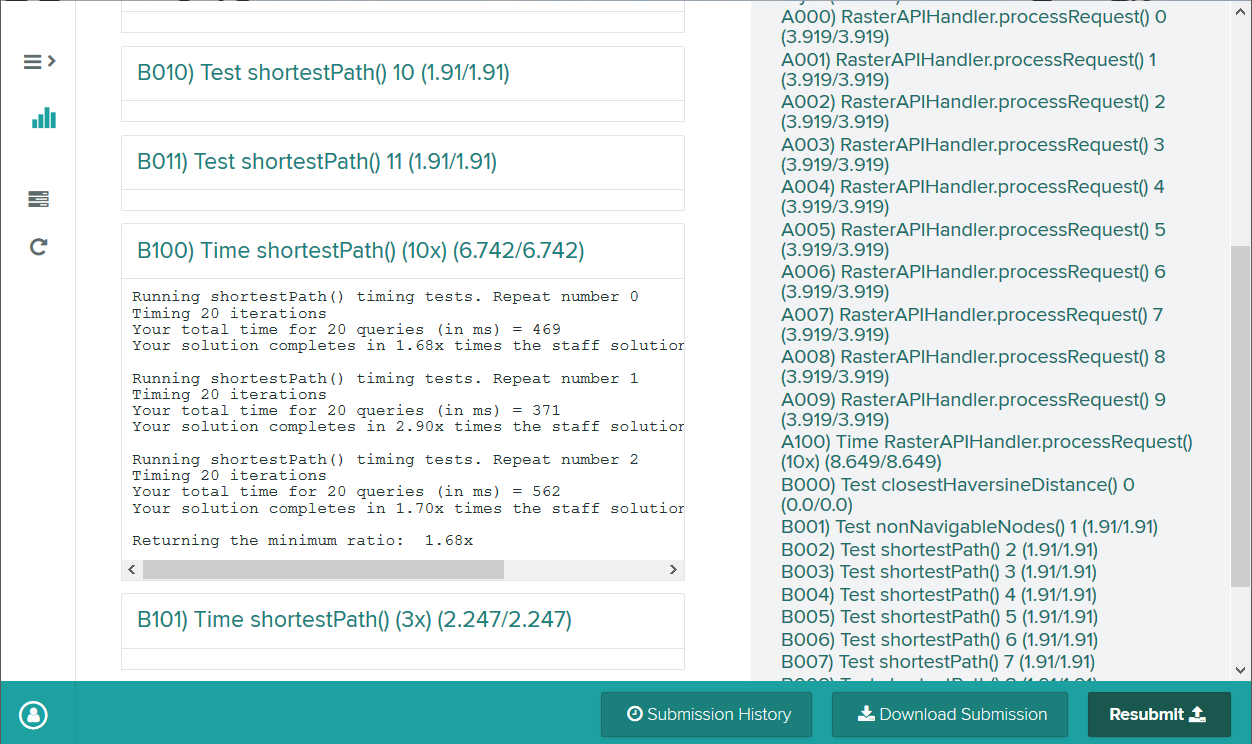 B010) Test shortestPath() 10 (1.91/1.91)
B011) Test shortestPath() 11 (1.91/1.91)
B100) Time shortestPath() (10x) (6.742/6.742)
Running shortestPath() timing tests. Repeat number 0
Timing 20 iterations
Your total time for 20 queries (in ms) = 469
Your solution completes in 1.68x times the staff solution
Running shortestPath() timing tests. Repeat number 1
Timing 20 iterations
Your total time for 20 queries (in ms) = 371
Your solution completes in 2.90x times the staff solution
Running shortestPath() timing tests. Repeat number 2
Timing 20 iterations
Your total time for 20 queries (in ms) = 562
Your solution completes in 1.70x times the staff solution
Returning the minimum ratio:  1.68x
B101) Time shortestPath() (3x) (2.247/2.247)
A000) RasterAPIHandler.processRequest() 0
(3.919/3.919)
A001) RasterAPIHandler.processRequest() 1
(3.919/3.919)
A002) RasterAPIHandler.processRequest() 2
(3.919/3.919)
A003) RasterAPIHandler.processRequest() 3
(3.919/3.919)
A004) RasterAPIHandler.processRequest() 4
(3.919/3.919)
A005) RasterAPIHandler.processRequest() 5
(3.919/3.919)
A006) RasterAPIHandler.processRequest() 6
(3.919/3.919)
A007) RasterAPIHandler.processRequest() 7
(3.919/3.919)
A008) RasterAPIHandler.processRequest() 8
(3.919/3.919)
A009) RasterAPIHandler.processRequest() 9
(3.919/3.919)
A100) Time RasterAPIHandler.processRequest()
(10x) (8.649/8.649)
B000) Test closestHaversineDistance() 0
(0.0/0.0)
B001) Test nonNavigableNodes() 1 (1.91/1.91)
B002) Test shortestPath() 2 (1.91/1.91)
B003) Test shortestPath() 3 (1.91/1.91)
B004) Test shortestPath() 4 (1.91/1.91)
B005) Test shortestPath() 5 (1.91/1.91)
B006) Test shortestPath() 6 (1.91/1.91)
B007) Test shortestPath() 7 (1.91/1.91)
Submission History
Download Submission
Resubmit